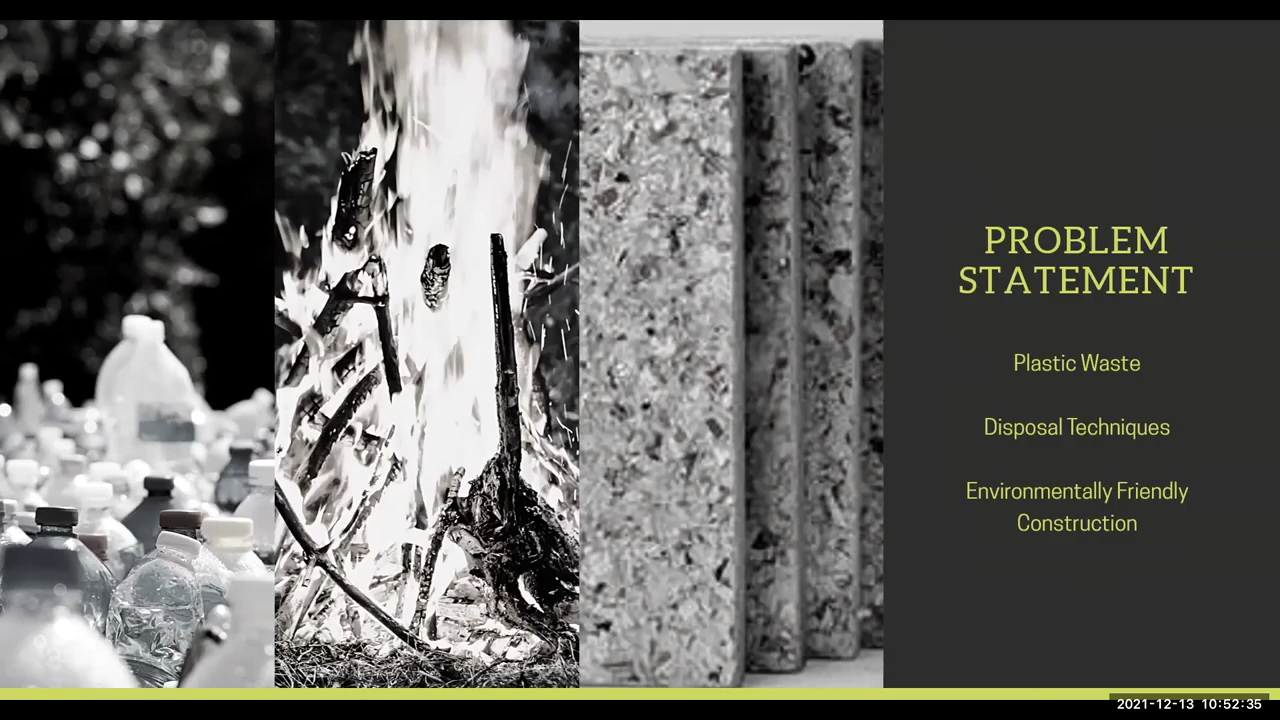 PROBLEM
STATEMENT
Plastic Waste
Disposal Techniques
Environmentally Friendly
Construction
2021-12-13 10:52:35